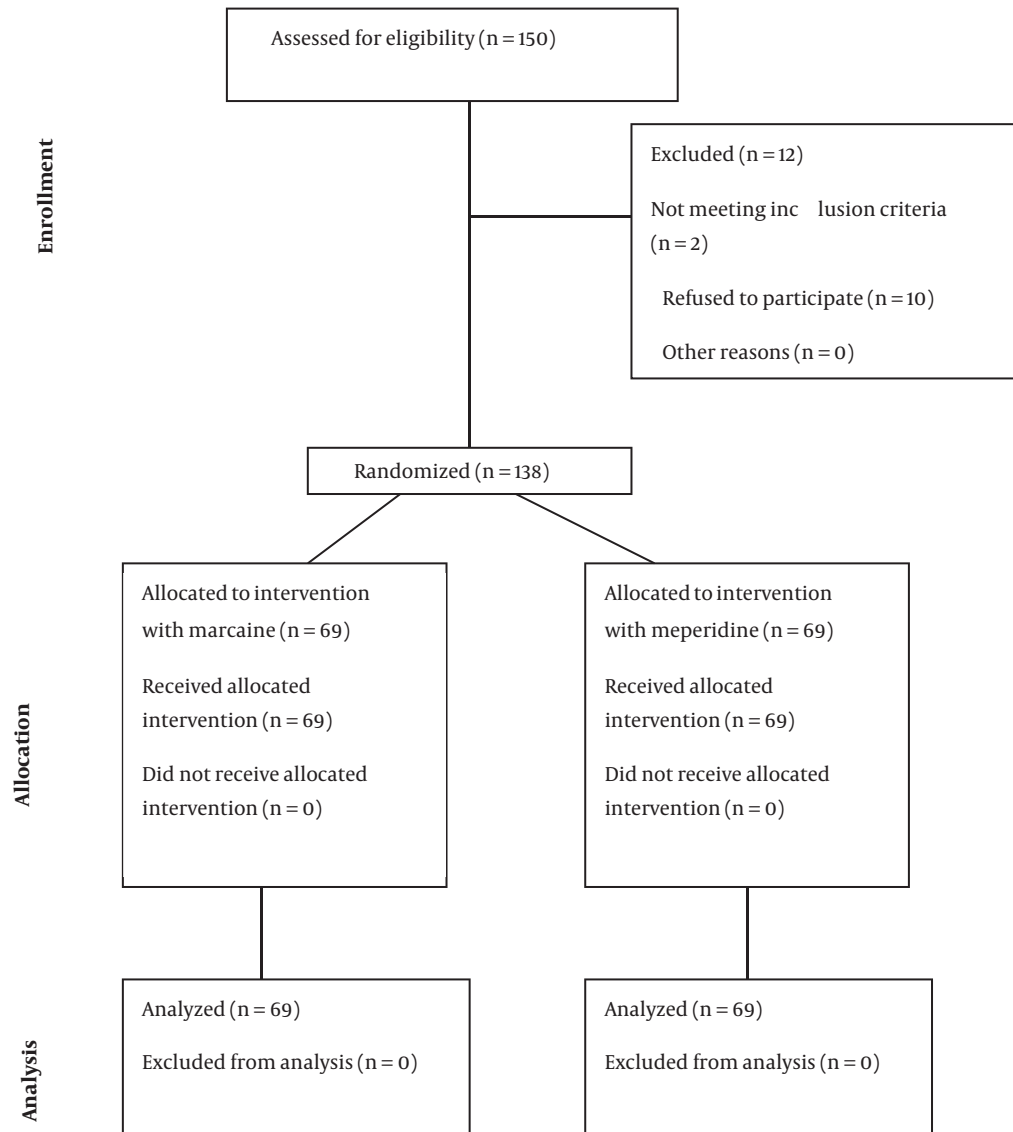 Assessed for eligibility (n = 150)
Enrollment
Excluded (n = 12)
Not meeting inc lusion criteria
(n = 2)
Refused to participate (n = 10)
Other reasons (n = 0)
Randomized (n = 138)
Allocation
Allocated to intervention
with marcaine (n = 69)
Received allocated
intervention (n = 69)
Did not receive allocated
intervention (n = 0)
Allocated to intervention
with meperidine (n = 69)
Received allocated
intervention (n = 69)
Did not receive allocated
intervention (n = 0)
Analysis
Analyzed (n = 69)
Excluded from analysis (n = 0)
Analyzed (n = 69)
Excluded from analysis (n = 0)